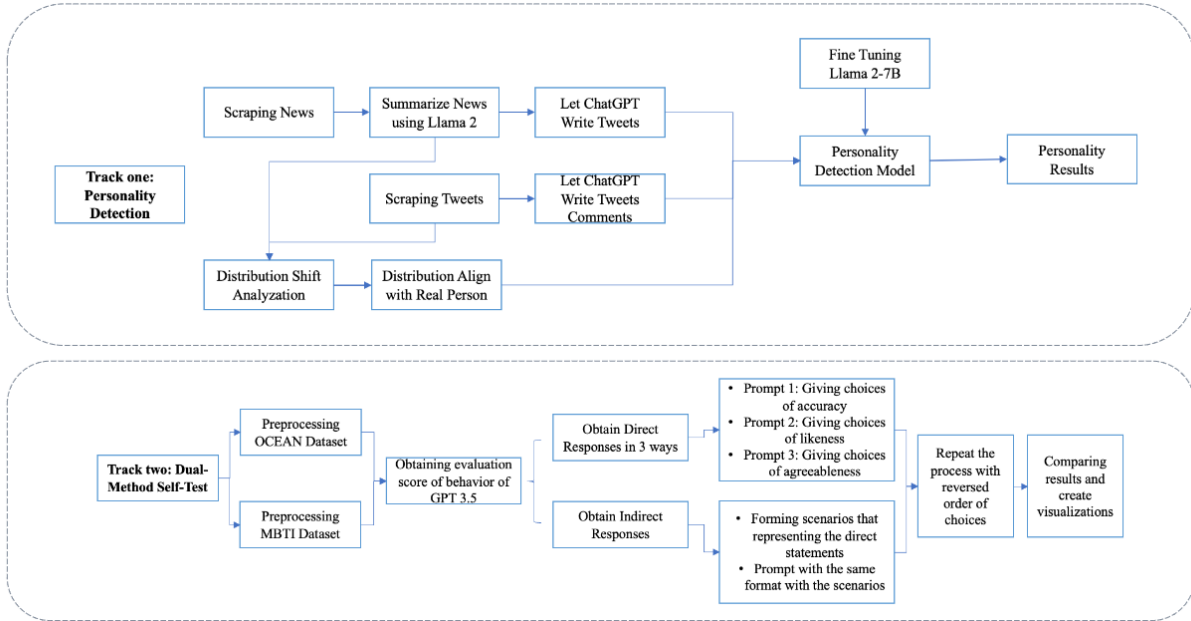 Fine Tuning
Llama 2-7B
Scraping News
Summarize News
using Llama 2
Let ChatGPT
Write Tweets
Personality
Detection Model
Personality
Results
Track one:
Personality
Detection
Scraping Tweets
Let ChatGPT
Write Tweets
Comments
Distribution Shift
Analyzation
Distribution Align
with Real Person
Track two: Dual-
Method Self-Test
Preprocessing
OCEAN Dataset
Preprocessing
MBTI Dataset
Obtaining evaluation
score of behavior of
GPT 3.5
Obtain Direct
Responses in 3 ways
Obtain Indirect
Responses
• Prompt 1: Giving choices
of accuracy
• Prompt 2: Giving choices
of likeness
• Prompt 3: Giving choices
of agreeableness
• Forming scenarios that
representing the direct
statements
• Prompt with the same
format with the scenarios
Repeat the
process with
reversed
order of
choices
Comparing
results and
create
visualizations